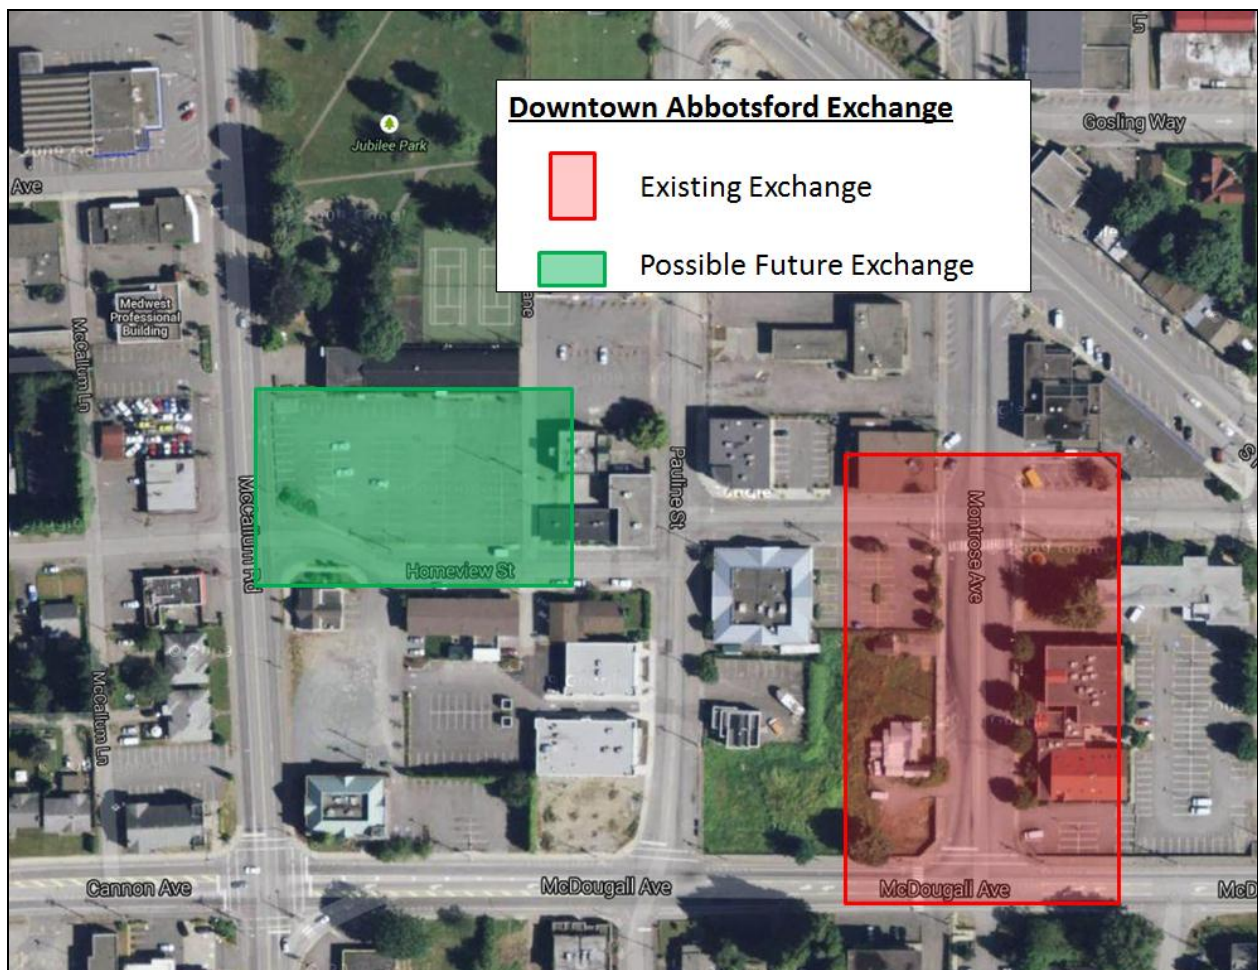 Downtown Abbotsford Exchange
Existing Exchange
Possible Future Exchange
Ln
Gosling Way
Jubilee Park
Ave
Medwest
Professional
Building
McCallum Ln
McCallum Rd
Pauline St
Montrose Ave
Homeview St
McCallum Ln
Cannon Ave
McDougall Ave
McDougall Ave
McD